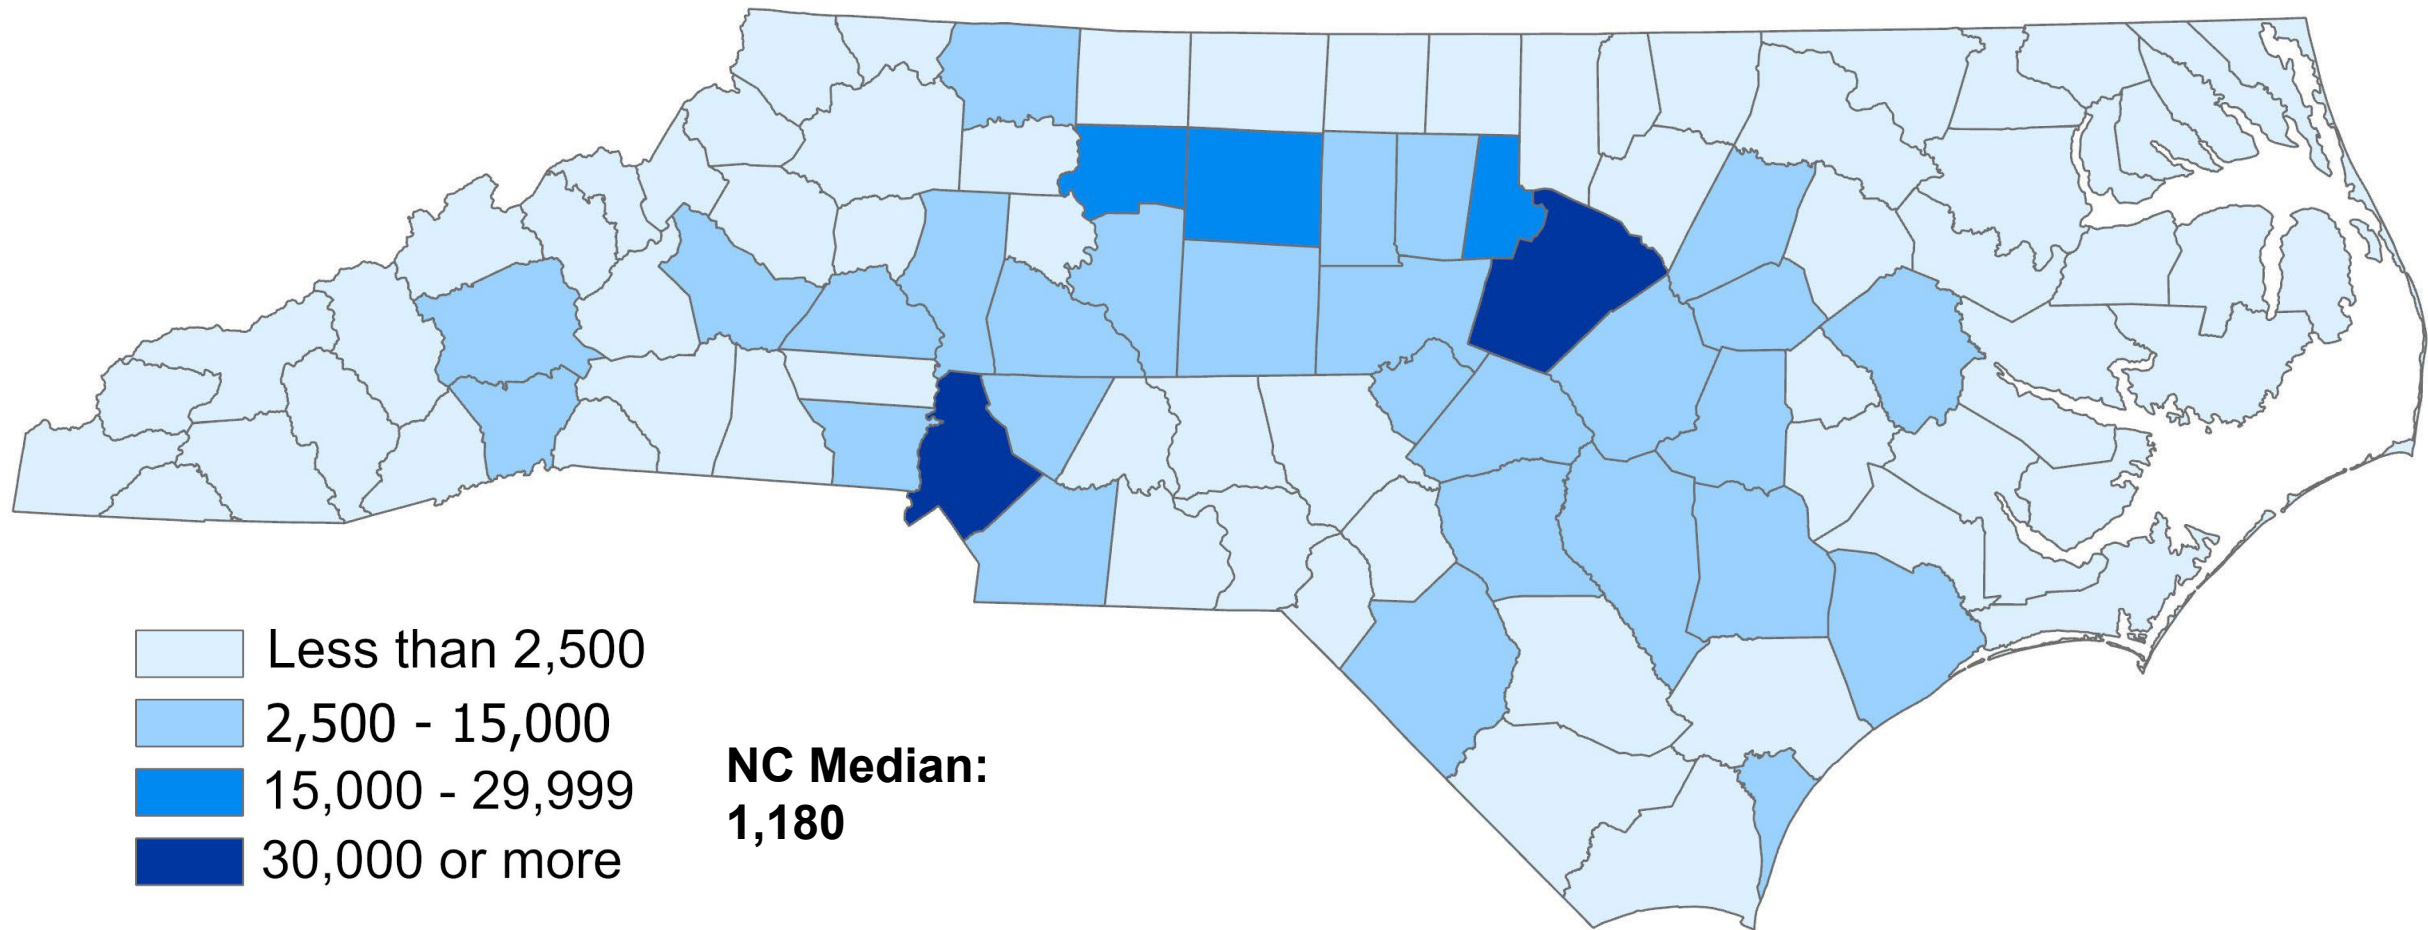 Less than 2,500
2,500 - 15,000
15,000 - 29,999
30,000 or more
NC Median:
1,180